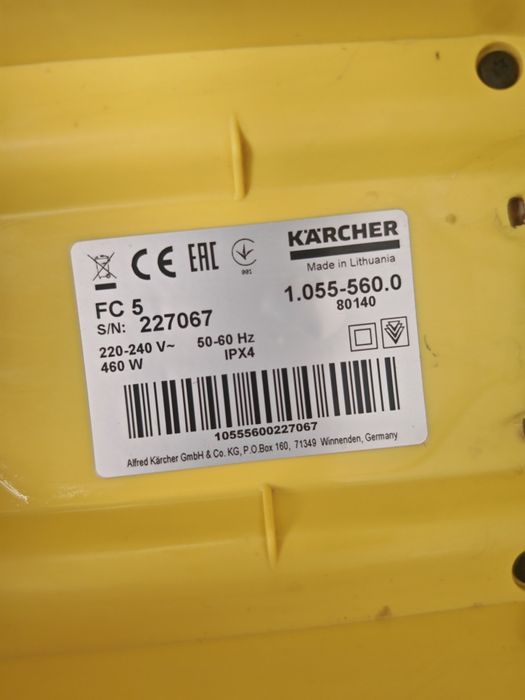 CE EAC
001
KÄRCHER
Made in Lithuania
FC 5
1.055-560.0
S/N: 227067
80140
220-240 V~ 50-60 Hz
460 W IPX4
10555600227067
Alfred Kärcher GmbH & Co. KG, P.O.Box 160, 71349 Winnenden, Germany